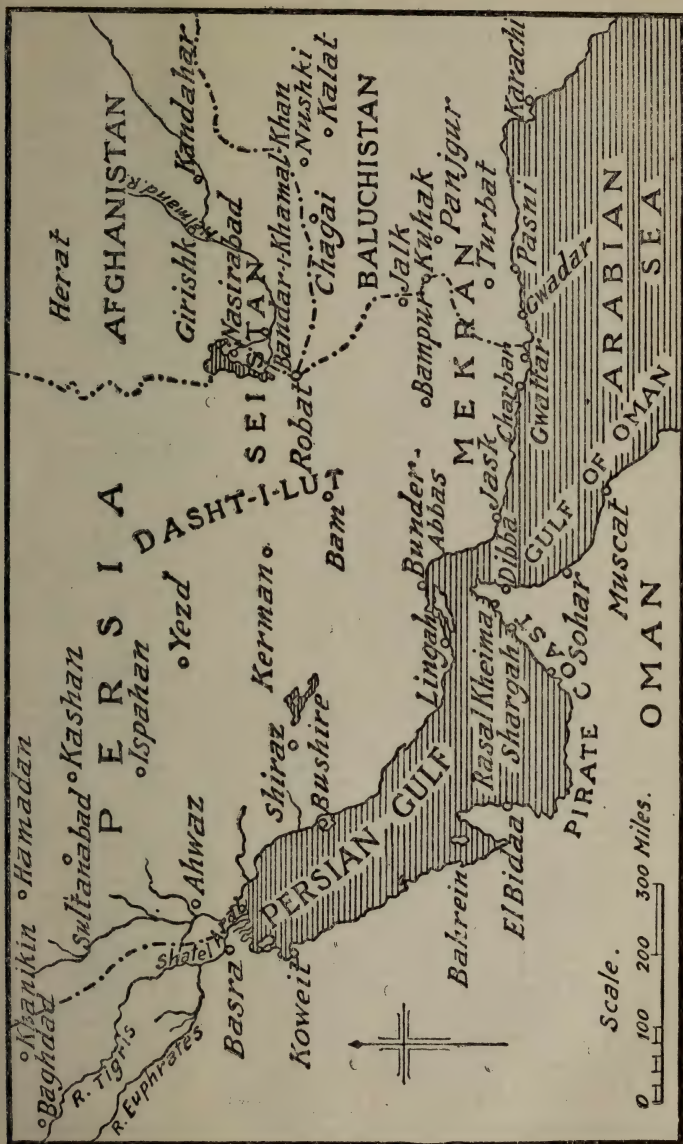 Khanikin
Hamadan
Baghdad
Sultanabad
Kashan
Herat
AFGHANISTAN
PERSIA
Ispahan
R. Tigris
R. Euphrates
Ahwaz
Yezd
Girishk
Kandahar
Nasirabad
Shatel Arab
DASHT-I-LUT
SEISTAN
Bandar-i-Khamal-Khan
Nushki
Kalat
Basra
Koweit
Shiraz
Kerman
Bushire
Bam
Robat
Chagai
BALUCHISTAN
PERSIAN GULF
Lingah
Bunder-
Abbas
Bampur
Jalk
Kuhak
Panjgur
MEKRAN
Turbat
Bahrein
El Bidaa
Ras al Kheima
Shargah
Dibba
Jask
Charbar
Gwattar
Gwadar
Pasni
Karachi
PIRATE COAST
Sohar
GULF OF OMAN
ARABIAN
SEA
Muscat
OMAN
Scale.
0 100 200 300 Miles.